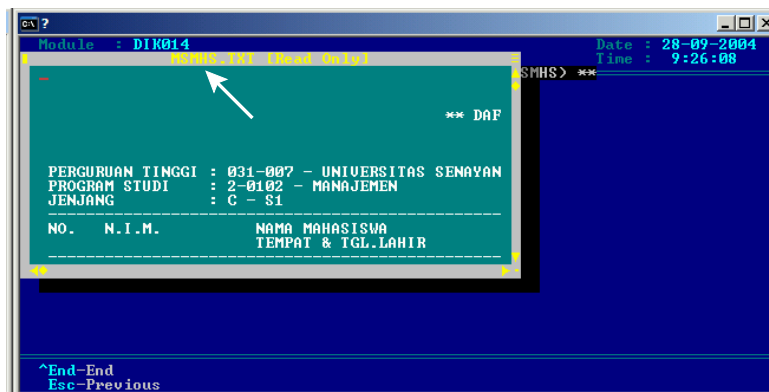 ?
Module : DIK014
Date : 28-09-2004
MSMHS.TXT [Read Only]
Time : 9:26:08
SMHS) **
** DAF
PERGURUAN TINGGI : 031-007 - UNIVERSITAS SENAYAN
PROGRAM STUDI : 2-0102 - MANAJEMEN
JENJANG : C - S1
NO. N.I.M. NAMA MAHASISWA
TEMPAT & TGL.LAHIR
^End-End
Esc-Previous